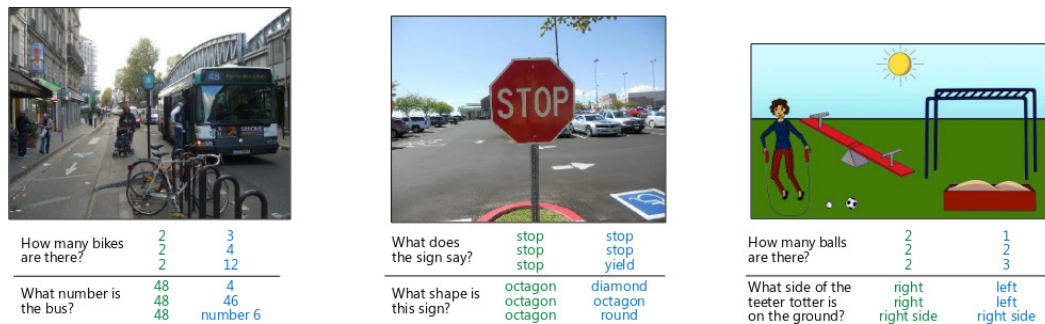 48
STOP
How many bikes
are there?
2 3
2 4
2 12
What number is
the bus?
48 4
48 46
48 number 6
What does
the sign say?
stop stop
stop stop
stop yield
What shape is
this sign?
octagon diamond
octagon octagon
octagon round
How many balls
are there?
2 1
2 2
2 3
What side of the
teeter totter is
on the ground?
right left
right left
right side right side